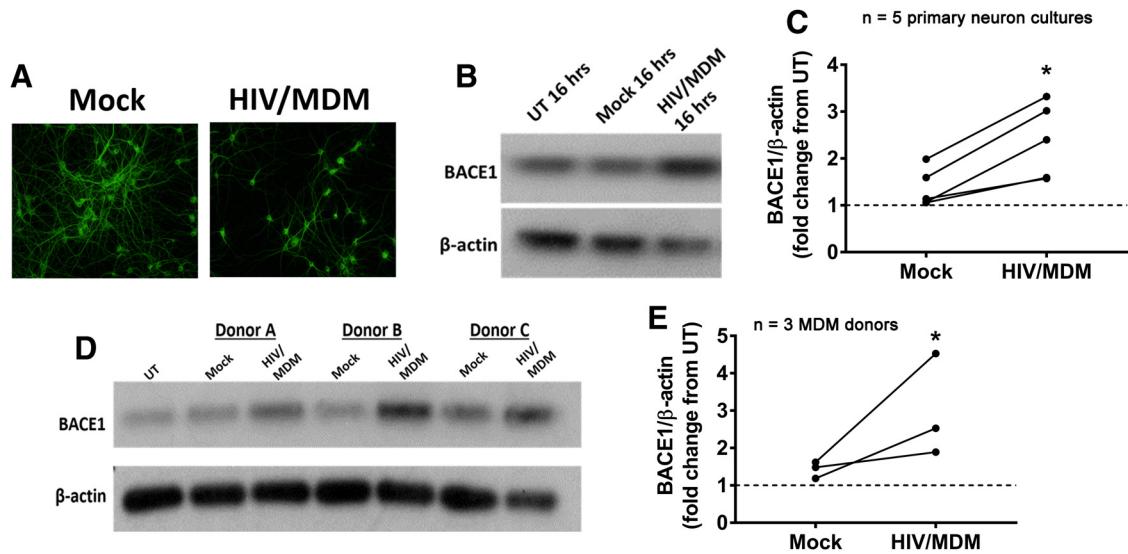 A
Mock
HIV/MDM
B
UT 16 hrs
Mock 16 hrs
HIV/MDM
16 hrs
BACE1
β-actin
C
n = 5 primary neuron cultures
BACE1/β-actin
(fold change from UT)
4
3
2
1
0
*
Mock
HIV/MDM
D
Donor A
Donor B
Donor C
UT
Mock
HIV/
MDM
Mock
HIV/
MDM
Mock
HIV/
MDM
BACE1
β-actin
E
n = 3 MDM donors
BACE1/β-actin
(fold change from UT)
5
4
3
2
1
0
*
Mock
HIV/MDM